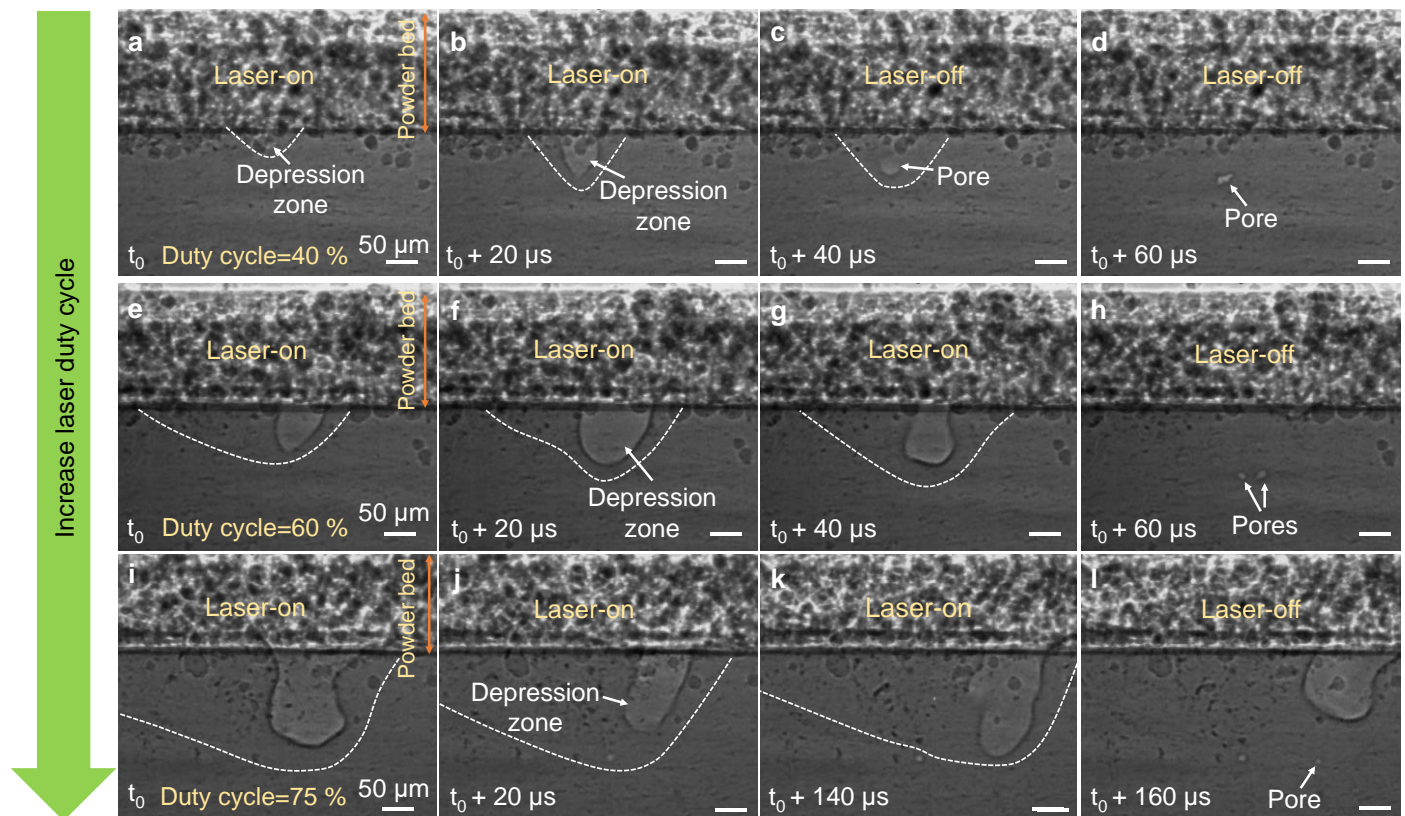 Increase laser duty cycle
a
Laser-on
Powder bed
Depression
zone
t₀
Duty cycle=40 %
50 µm
b
Laser-on
Depression
zone
t₀ + 20 µs
c
Laser-off
Pore
t₀ + 40 µs
d
Laser-off
Pore
t₀ + 60 µs
e
Laser-on
Powder bed
t₀
Duty cycle=60 %
50 µm
f
Laser-on
Depression
zone
t₀ + 20 µs
g
Laser-on
t₀ + 40 µs
h
Laser-off
Pores
t₀ + 60 µs
i
Laser-on
Powder bed
t₀
Duty cycle=75 %
50 µm
j
Laser-on
Depression
zone
t₀ + 20 µs
k
Laser-on
t₀ + 140 µs
l
Laser-off
Pore
t₀ + 160 µs